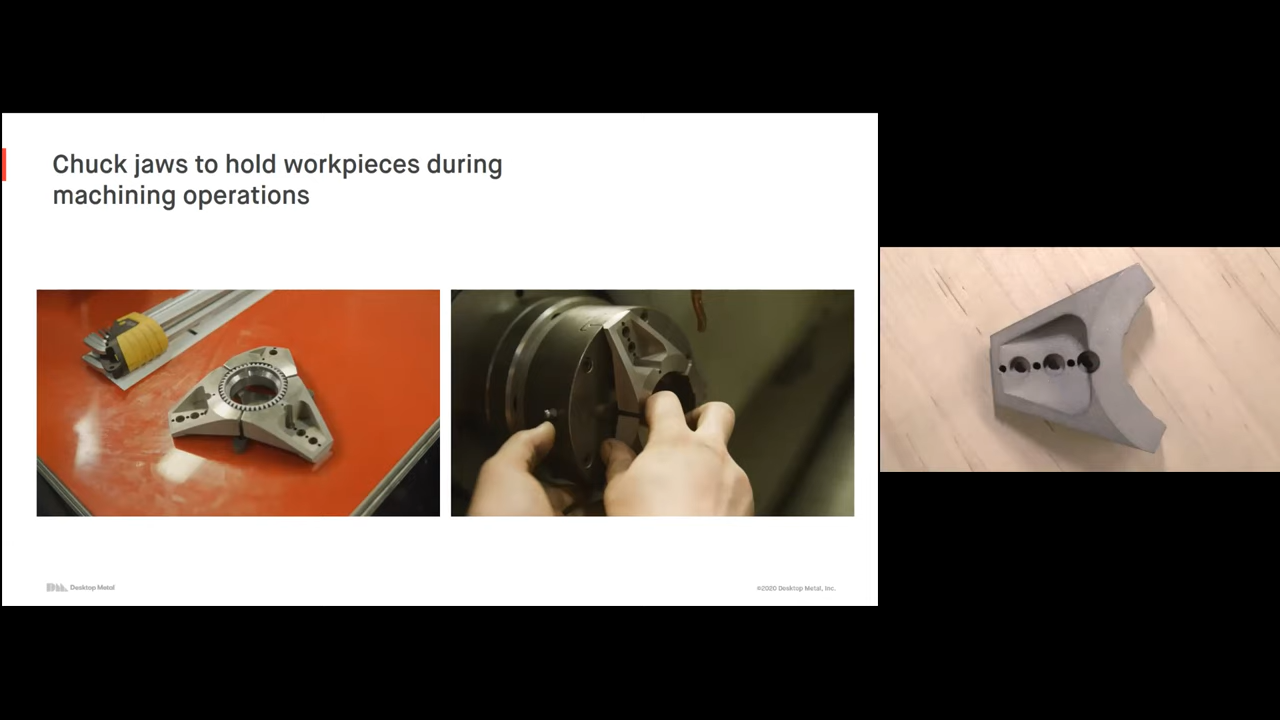 Chuck jaws to hold workpieces during
machining operations
Desktop Metal
©2020 Desktop Metal, Inc.